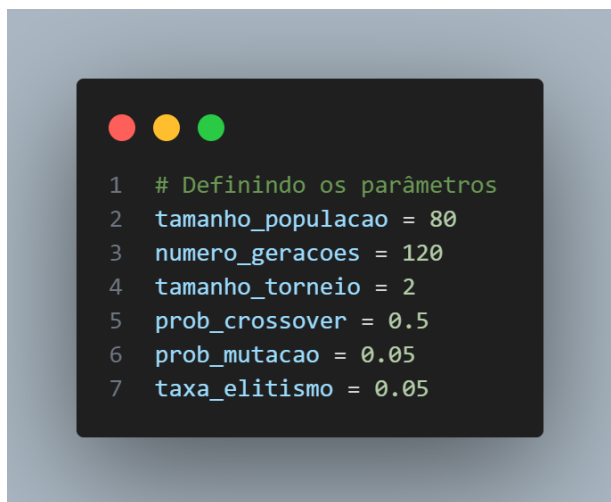 1 # Definindo os parâmetros
2 tamanho_populacao = 80
3 numero_geracoes = 120
4 tamanho_torneio = 2
5 prob_crossover = 0.5
6 prob_mutacao = 0.05
7 taxa_elitismo = 0.05